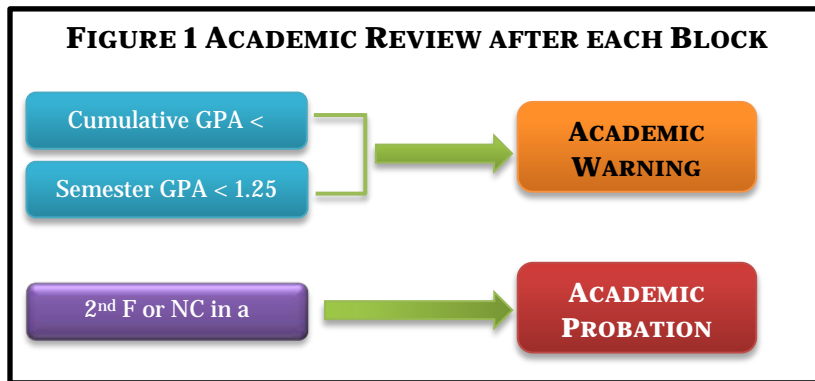 FIGURE 1 ACADEMIC REVIEW AFTER EACH BLOCK
Cumulative GPA <
Semester GPA < 1.25
ACADEMIC
WARNING
2nd F or NC in a
ACADEMIC
PROBATION